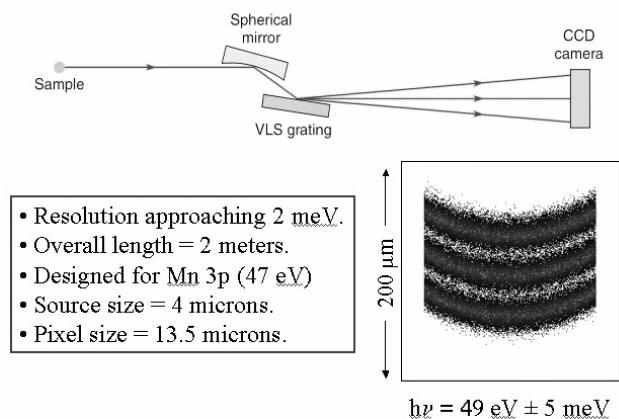 Spherical
mirror
CCD
camera
Sample
VLS grating
• Resolution approaching 2 meV.
• Overall length = 2 meters.
• Designed for Mn 3p (47 eV)
• Source size = 4 microns.
• Pixel size = 13.5 microns.
200 μm
hν = 49 eV ± 5 meV